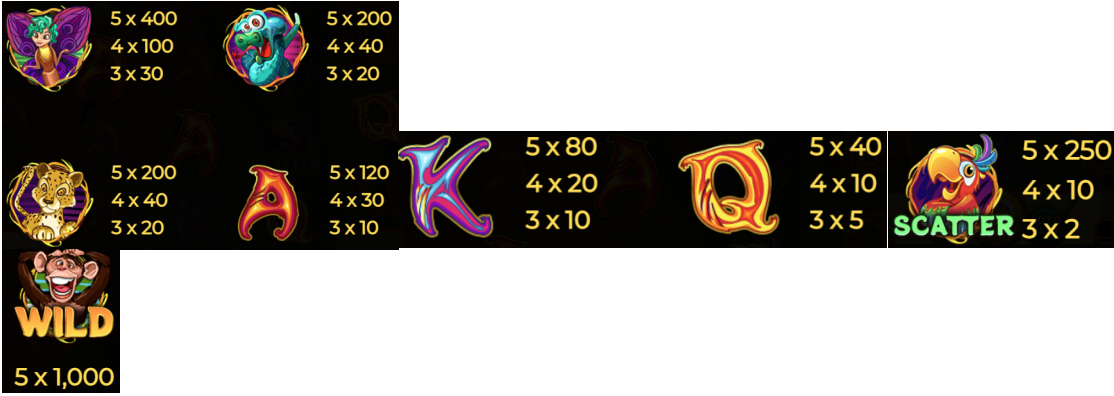 5 x 400
4 x 100
3 x 30
5 x 200
4 x 40
3 x 20
5 x 200
4 x 40
3 x 20
A
5 x 120
4 x 30
3 x 10
K
5 x 80
4 x 20
3 x 10
Q
5 x 40
4 x 10
3 x 5
SCATTER
5 x 250
4 x 10
3 x 2
WILD
5 x 1,000